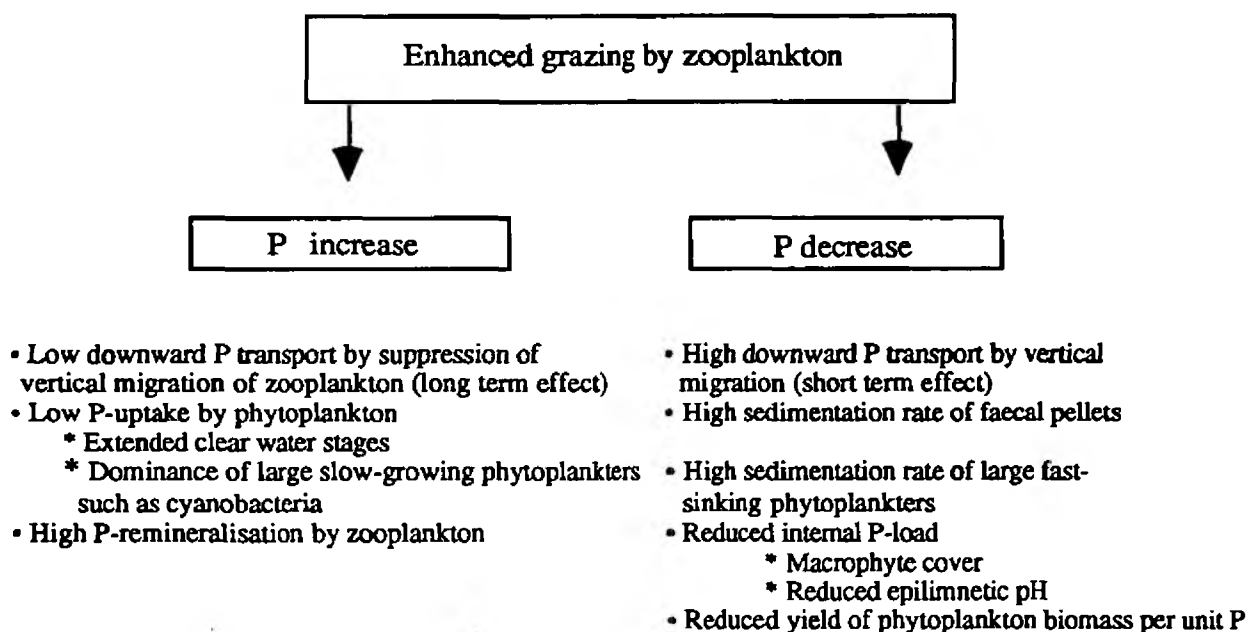 Enhanced grazing by zooplankton
P increase
• Low downward P transport by suppression of
vertical migration of zooplankton (long term effect)
• Low P-uptake by phytoplankton
* Extended clear water stages
* Dominance of large slow-growing phytoplankters
such as cyanobacteria
• High P-remineralisation by zooplankton
P decrease
• High downward P transport by vertical
migration (short term effect)
• High sedimentation rate of faecal pellets
• High sedimentation rate of large fast-
sinking phytoplankters
• Reduced internal P-load
* Macrophyte cover
* Reduced epilimnetic pH
• Reduced yield of phytoplankton biomass per unit P